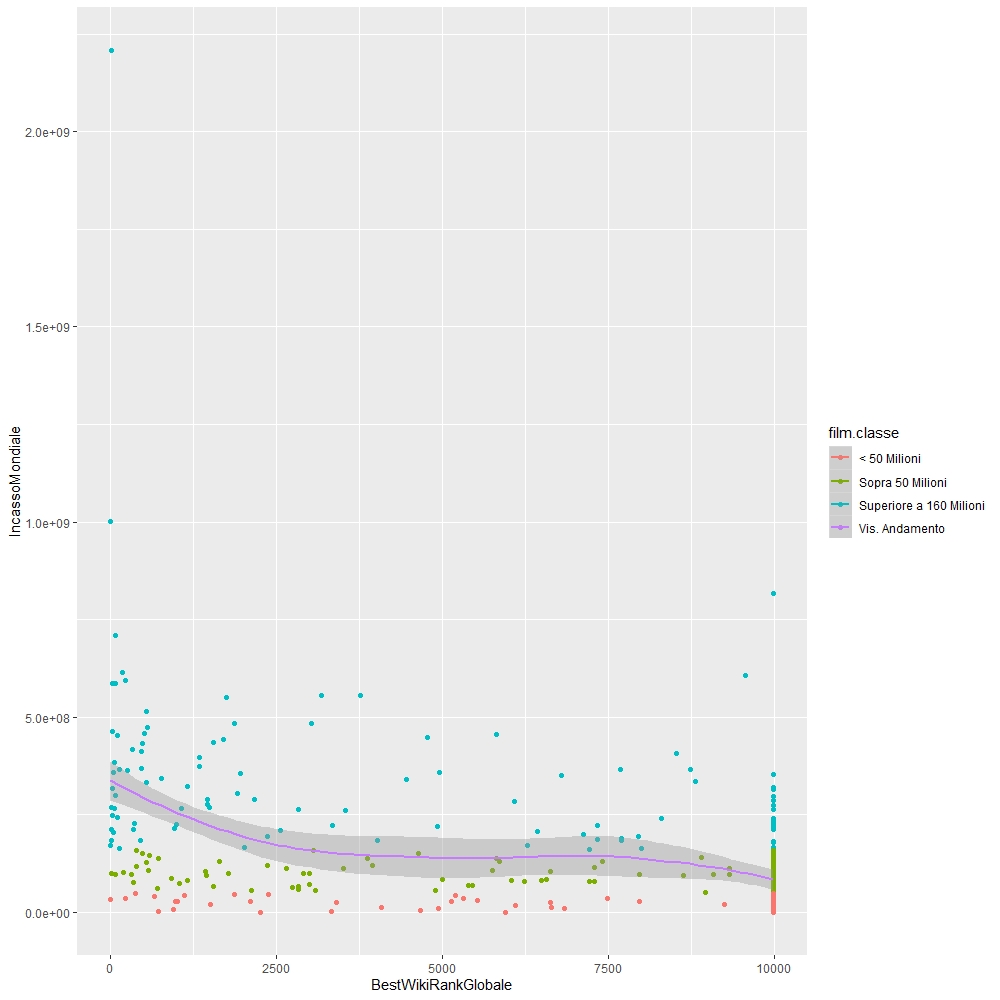 2.0e+09
1.5e+09
1.0e+09
5.0e+08
0.0e+00
IncassoMondiale
0 2500 5000 7500 10000
BestWikiRankGlobale
film.classe
< 50 Milioni
Sopra 50 Milioni
Superiore a 160 Milioni
Vis. Andamento